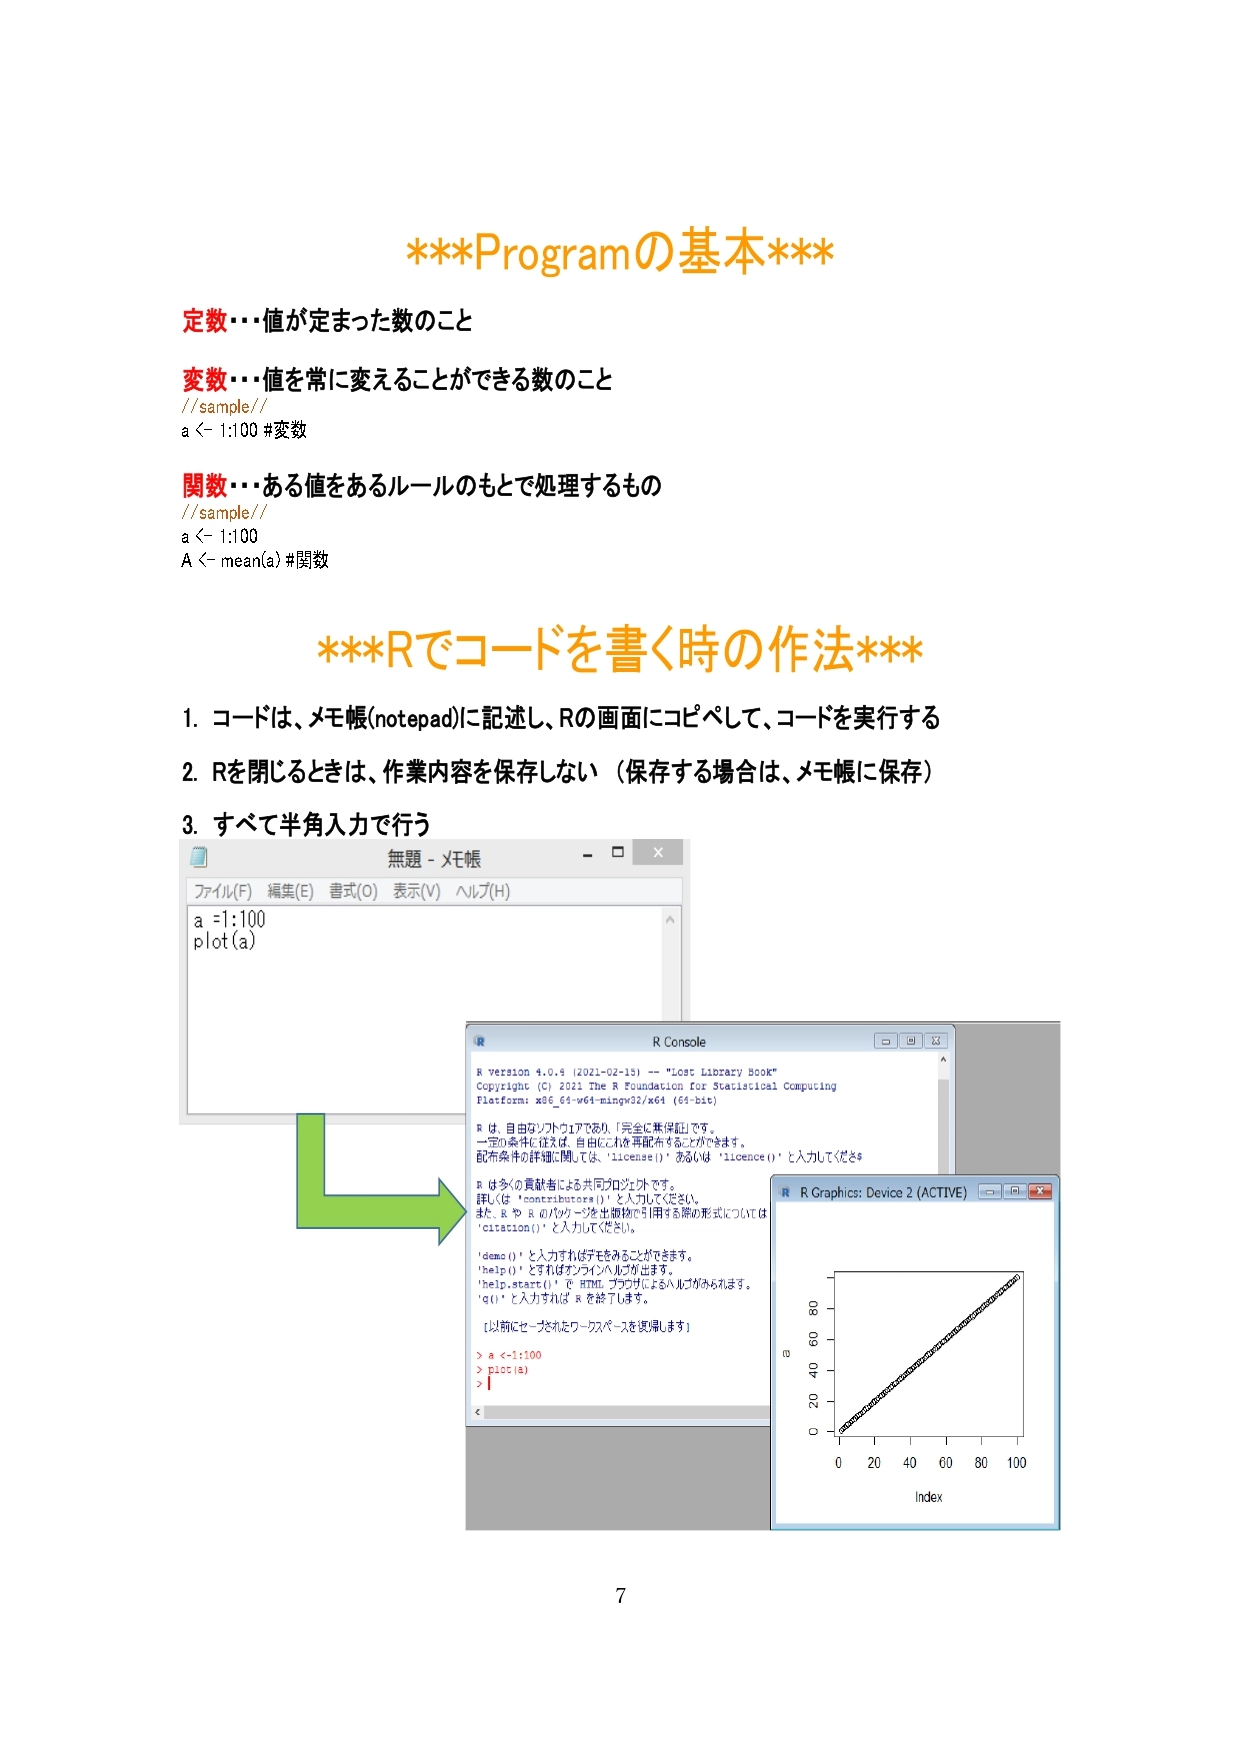 ***Programの基本***
定数・・・値が定まった数のこと
変数・・・値を常に変えることができる数のこと
//sample//
a <- 1:100 #変数
関数・・・ある値をあるルールのもとで処理するもの
//sample//
a <- 1:100
A <- mean(a) #関数
***Rでコードを書く時の作法***
1. コードは、メモ帳(notepad)に記述し、Rの画面にコピペして、コードを実行する
2. Rを閉じるときは、作業内容を保存しない （保存する場合は、メモ帳に保存）
3. すべて半角入力で行う
無題 - メモ帳
ファイル(F) 編集(E) 書式(O) 表示(V) ヘルプ(H)
a =1:100
plot(a)
R Console
R version 4.0.4 (2021-02-15) -- "Lost Library Book"
Copyright (C) 2021 The R Foundation for Statistical Computing
Platform: x86_64-w64-mingw32/x64 (64-bit)
R は、自由なソフトウェアであり、「完全に無保証」です。
一定の条件に従えば、自由にこれを再配布することができます。
配布条件の詳細に関しては、'license()' あるいは 'licence()' と入力してくださ$
R は多くの貢献者による共同プロジェクトです。
詳しくは 'contributors()' と入力してください。
また、R や R のパッケージを出版物で引用する際の形式については
'citation()' と入力してください。
'demo()' と入力すればデモをみることができます。
'help()' とすればオンラインヘルプが出ます。
'help.start()' で HTML ブラウザによるヘルプがみられます。
'q()' と入力すれば R を終了します。
[以前にセーブされたワークスペースを復帰します]
> a <-1:100
> plot(a)
>
R Graphics: Device 2 (ACTIVE)
a
80
60
40
20
0
0 20 40 60 80 100
Index
7